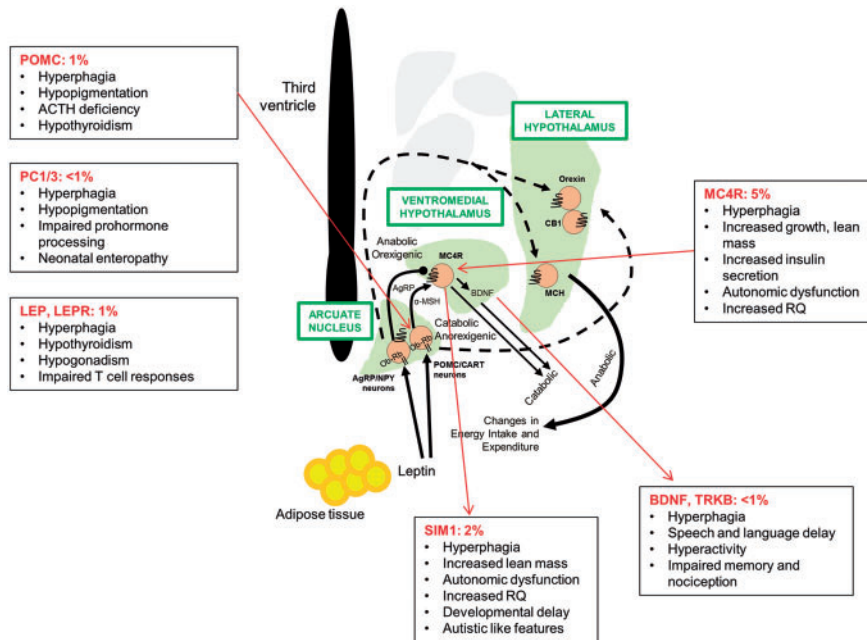 POMC: 1%
• Hyperphagia
• Hypopigmentation
• ACTH deficiency
• Hypothyroidism
PC1/3: <1%
• Hyperphagia
• Hypopigmentation
• Impaired prohormone
processing
• Neonatal enteropathy
LEP, LEPR: 1%
• Hyperphagia
• Hypothyroidism
• Hypogonadism
• Impaired T cell responses
Third
ventricle
LATERAL
HYPOTHALAMUS
Orexin
CB1
MCH
VENTROMEDIAL
HYPOTHALAMUS
Anabolic
Orexigenic
MC4R
AgRP
α-MSH
BDNF
ARCUATE
NUCLEUS
Catabolic
Anorexigenic
Ob-Rb
Ob-Rb
AgRP/NPY
neurons
POMC/CART
neurons
Catabolic
Anabolic
Changes in
Energy Intake and
Expenditure
Leptin
Adipose tissue
MC4R: 5%
• Hyperphagia
• Increased growth, lean
mass
• Increased insulin
secretion
• Autonomic dysfunction
• Increased RQ
SIM1: 2%
• Hyperphagia
• Increased lean mass
• Autonomic dysfunction
• Increased RQ
• Developmental delay
• Autistic like features
BDNF, TRKB: <1%
• Hyperphagia
• Speech and language delay
• Hyperactivity
• Impaired memory and
nociception